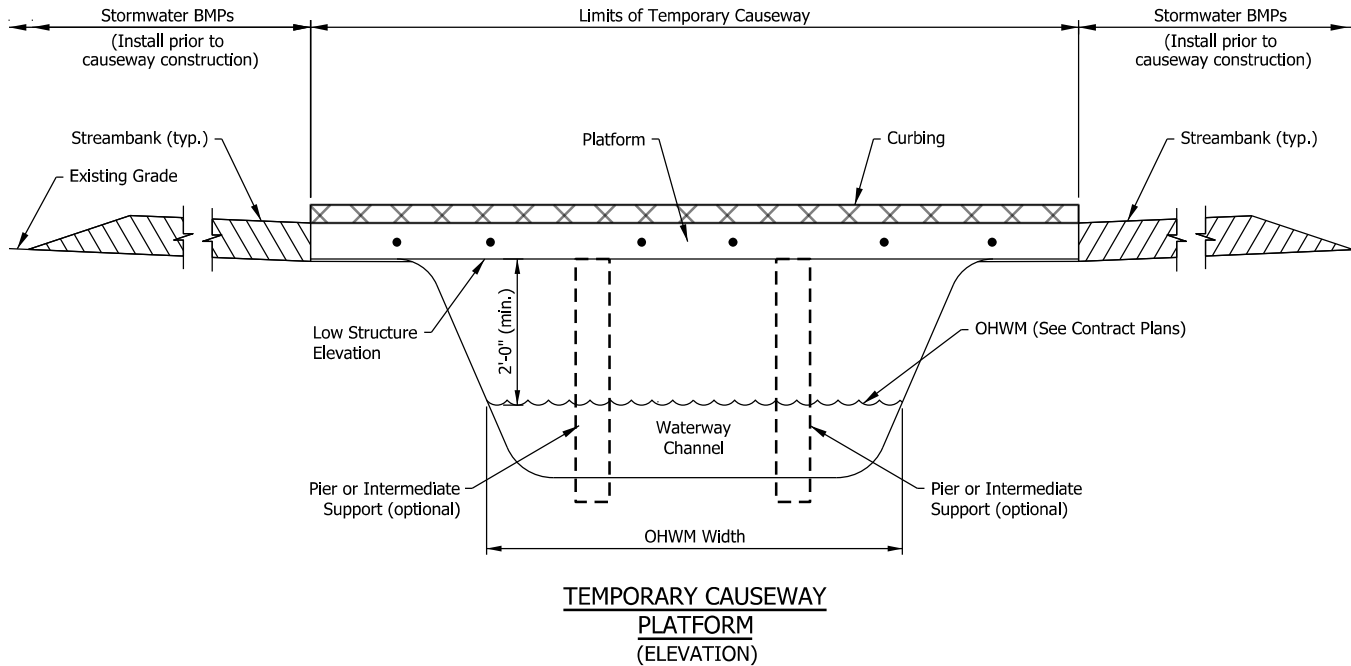 Stormwater BMPs
(Install prior to
causeway construction)
Limits of Temporary Causeway
Stormwater BMPs
(Install prior to
causeway construction)
Streambank (typ.)
Existing Grade
Platform
Curbing
Streambank (typ.)
Low Structure
Elevation
2'-0" (min.)
OHWM (See Contract Plans)
Waterway
Channel
Pier or Intermediate
Support (optional)
Pier or Intermediate
Support (optional)
OHWM Width
TEMPORARY CAUSEWAY
PLATFORM
(ELEVATION)